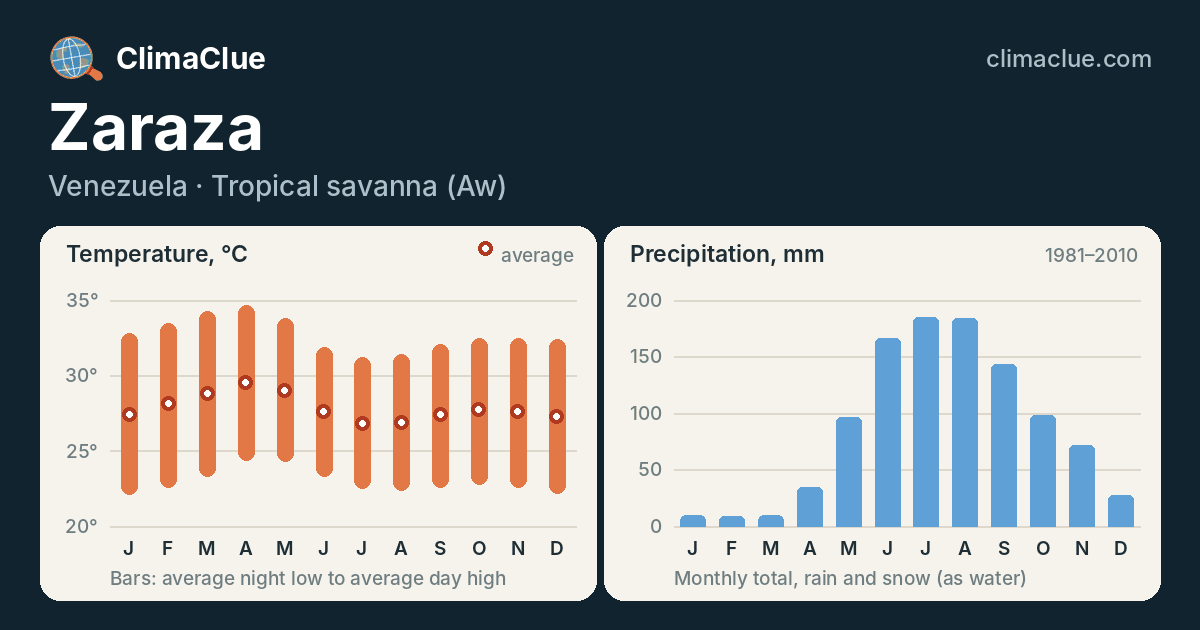 ClimaClue
climaclue.com
Zaraza
Venezuela · Tropical savanna (Aw)
Temperature, °C
average
35°
30°
25°
20°
J F M A M J J A S O N D
Bars: average night low to average day high
Precipitation, mm
1981–2010
200
150
100
50
0
J F M A M J J A S O N D
Monthly total, rain and snow (as water)